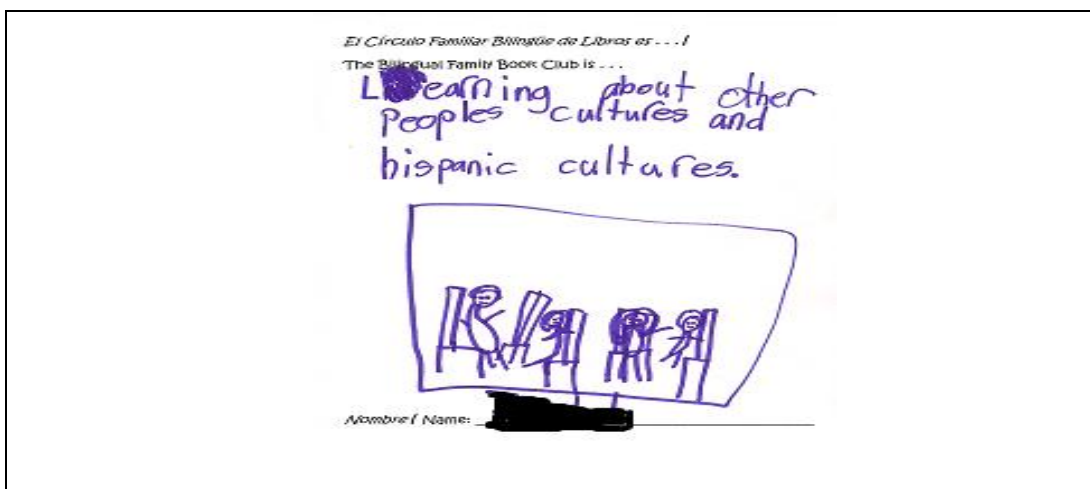 El Círculo Familiar Bilingüe de Libros es . . . /
The Bilingual Family Book Club is . . .
Learning about other
Peoples cultures and
hispanic cultures.
Nombre/ Name: